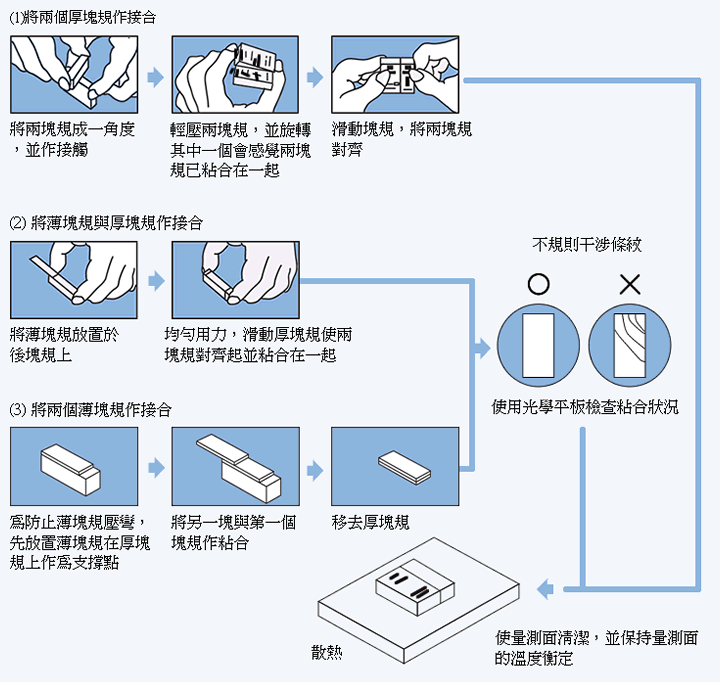 (1)將兩個厚塊規作接合
將兩塊規成一角度
，並作接觸
輕壓兩塊規，並旋轉
其中一個會感覺兩塊
規已粘合在一起
滑動塊規，將兩塊規
對齊
(2) 將薄塊規與厚塊規作接合
將薄塊規放置於
後塊規上
均勻用力，滑動厚塊規使兩
塊規對齊起並粘合在一起
不規則干涉條紋
使用光學平板檢查粘合狀況
(3) 將兩個薄塊規作接合
為防止薄塊規壓彎，
先放置薄塊規在厚塊
規上作為支撐點
將另一塊與第一個
塊規作粘合
移去厚塊規
散熱
使量測面清潔，並保持量測面
的溫度衡定